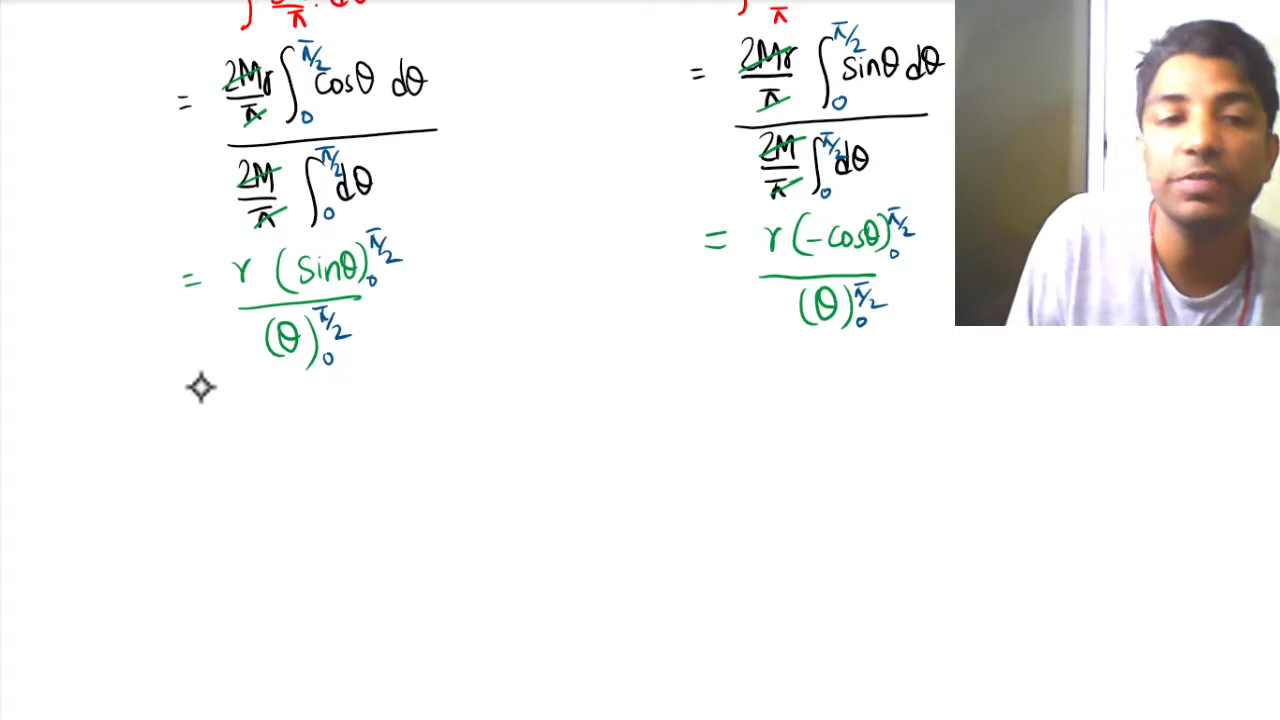 = 2Mr/π ∫₀^π/2 cosθ dθ
2M/π ∫₀^π/2 dθ
= r (sinθ)₀^π/2
(θ)₀^π/2
= 2Mr/π ∫₀^π/2 sinθ dθ
2M/π ∫₀^π/2 dθ
= r (-cosθ)₀^π/2
(θ)₀^π/2